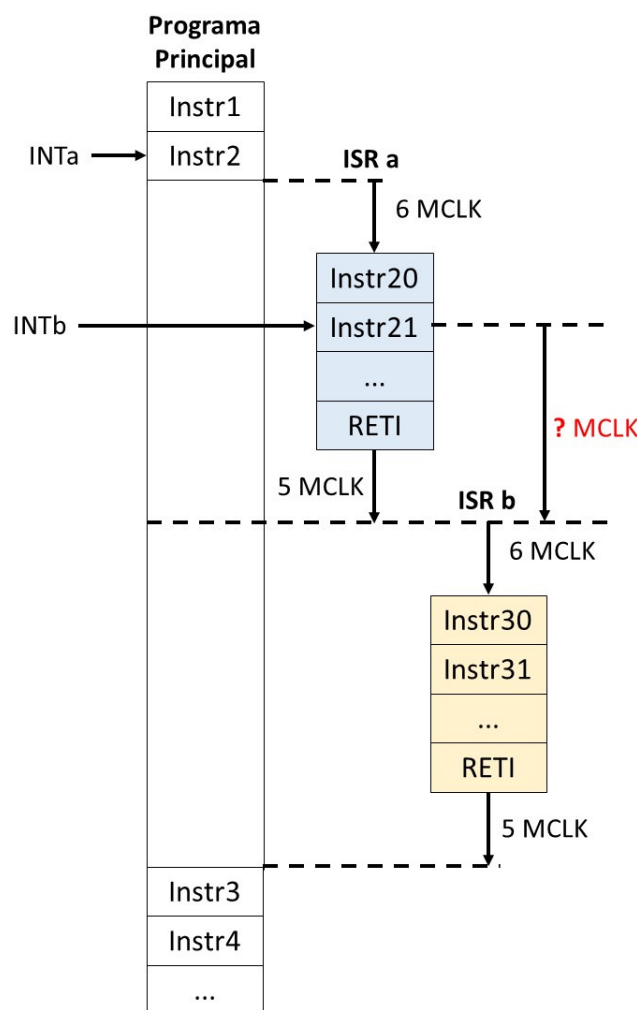 Programa
Principal
Instr1
INTa
Instr2
ISR a
6 MCLK
Instr20
INTb
Instr21
...
? MCLK
RETI
5 MCLK
ISR b
6 MCLK
Instr30
Instr31
...
RETI
5 MCLK
Instr3
Instr4
...